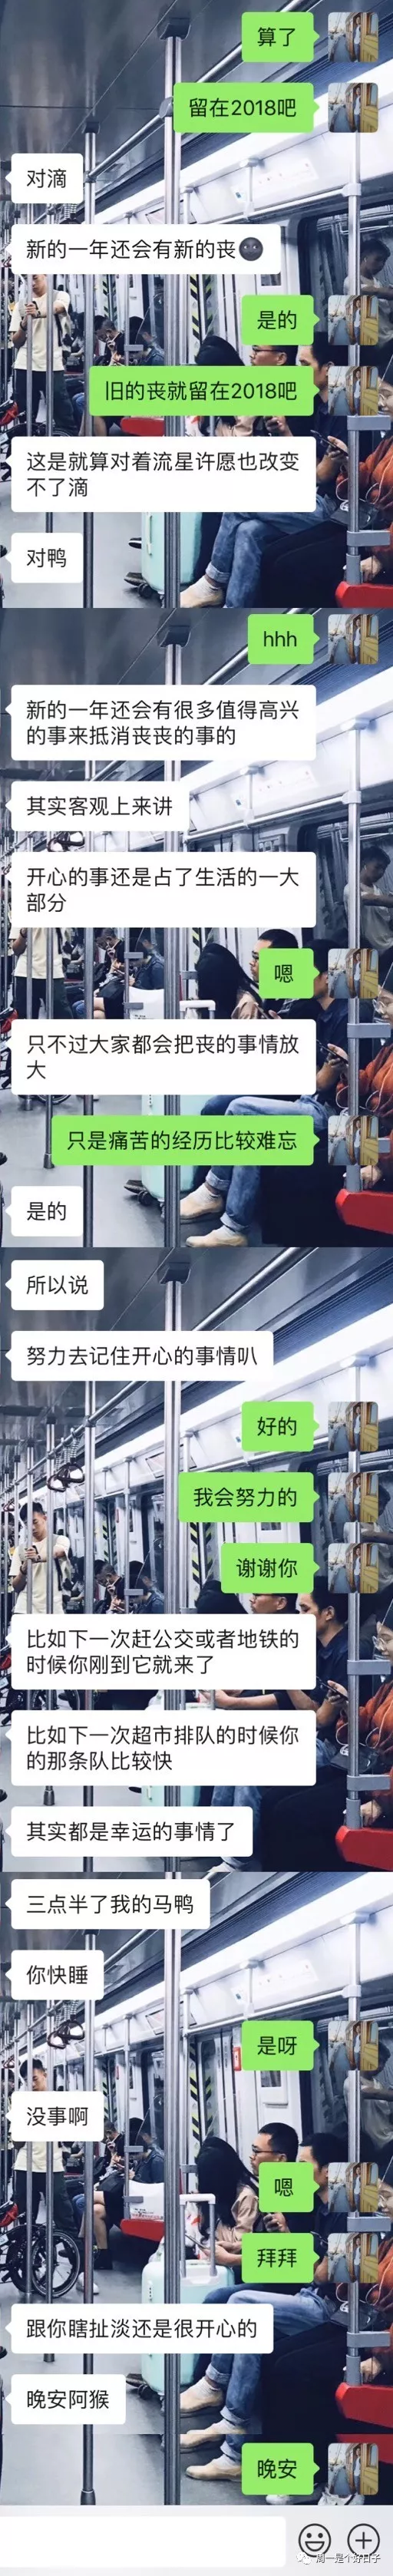 算了
留在2018吧
对滴
新的一年还会有新的丧🌚
是的
旧的丧就留在2018吧
这是就算对着流星许愿也改变
不了滴
对鸭
hhh
新的一年还会有很多值得高兴
的事来抵消丧丧的事的
其实客观上来讲
开心的事还是占了生活的一大
部分
嗯
只不过大家都会把丧的事情放
大
只是痛苦的经历比较难忘
是的
所以说
努力去记住开心的事情叭
好的
我会努力的
谢谢你
比如下一次赶公交或者地铁的
时候你刚到它就来了
比如下一次超市排队的时候你
的那条队比较快
其实都是幸运的事情了
三点半了我的马鸭
你快睡
是呀
没事啊
嗯
拜拜
跟你瞎扯淡还是很开心的
晚安阿猴
晚安
周一是个好日子